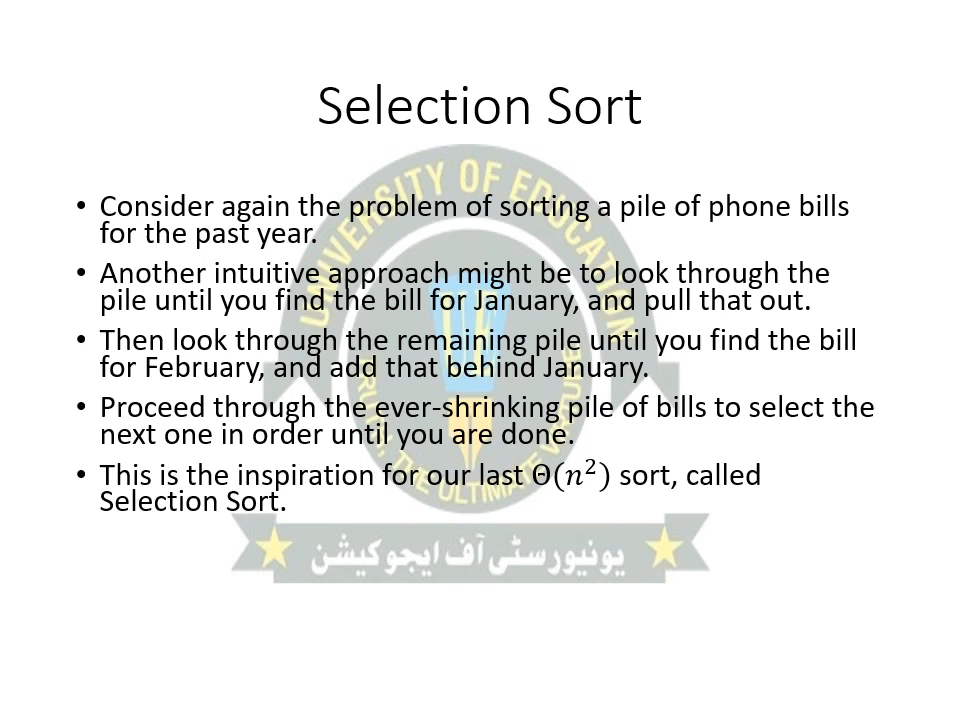 Selection Sort
• Consider again the problem of sorting a pile of phone bills
for the past year.
• Another intuitive approach might be to look through the
pile until you find the bill for January, and pull that out.
• Then look through the remaining pile until you find the bill
for February, and add that behind January.
• Proceed through the ever-shrinking pile of bills to select the
next one in order until you are done.
• This is the inspiration for our last Θ(𝑛²) sort, called
Selection Sort.
UNIVERSITY OF EDUCATION
THE ULTIMATE VIRTUE
یونیورسٹی آف ایجوکیشن